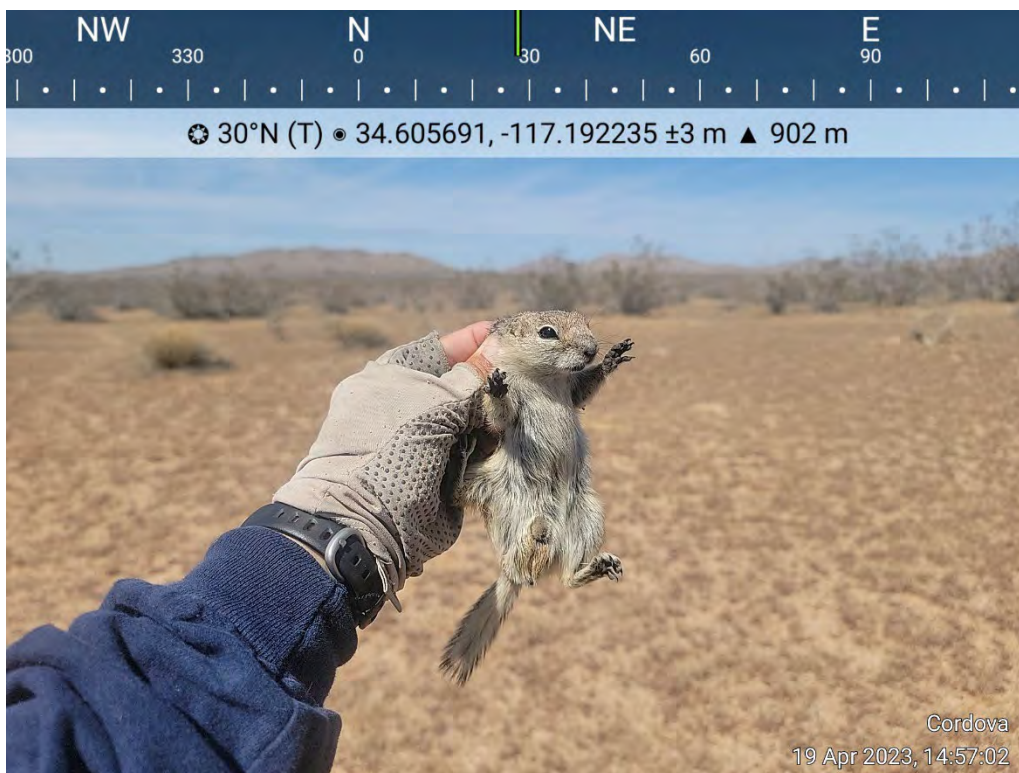 NW N NE E
300 330 0 30 60 90
30°N (T) 34.605691, -117.192235 ±3 m ▲ 902 m
Cordova
19 Apr 2023, 14:57:02